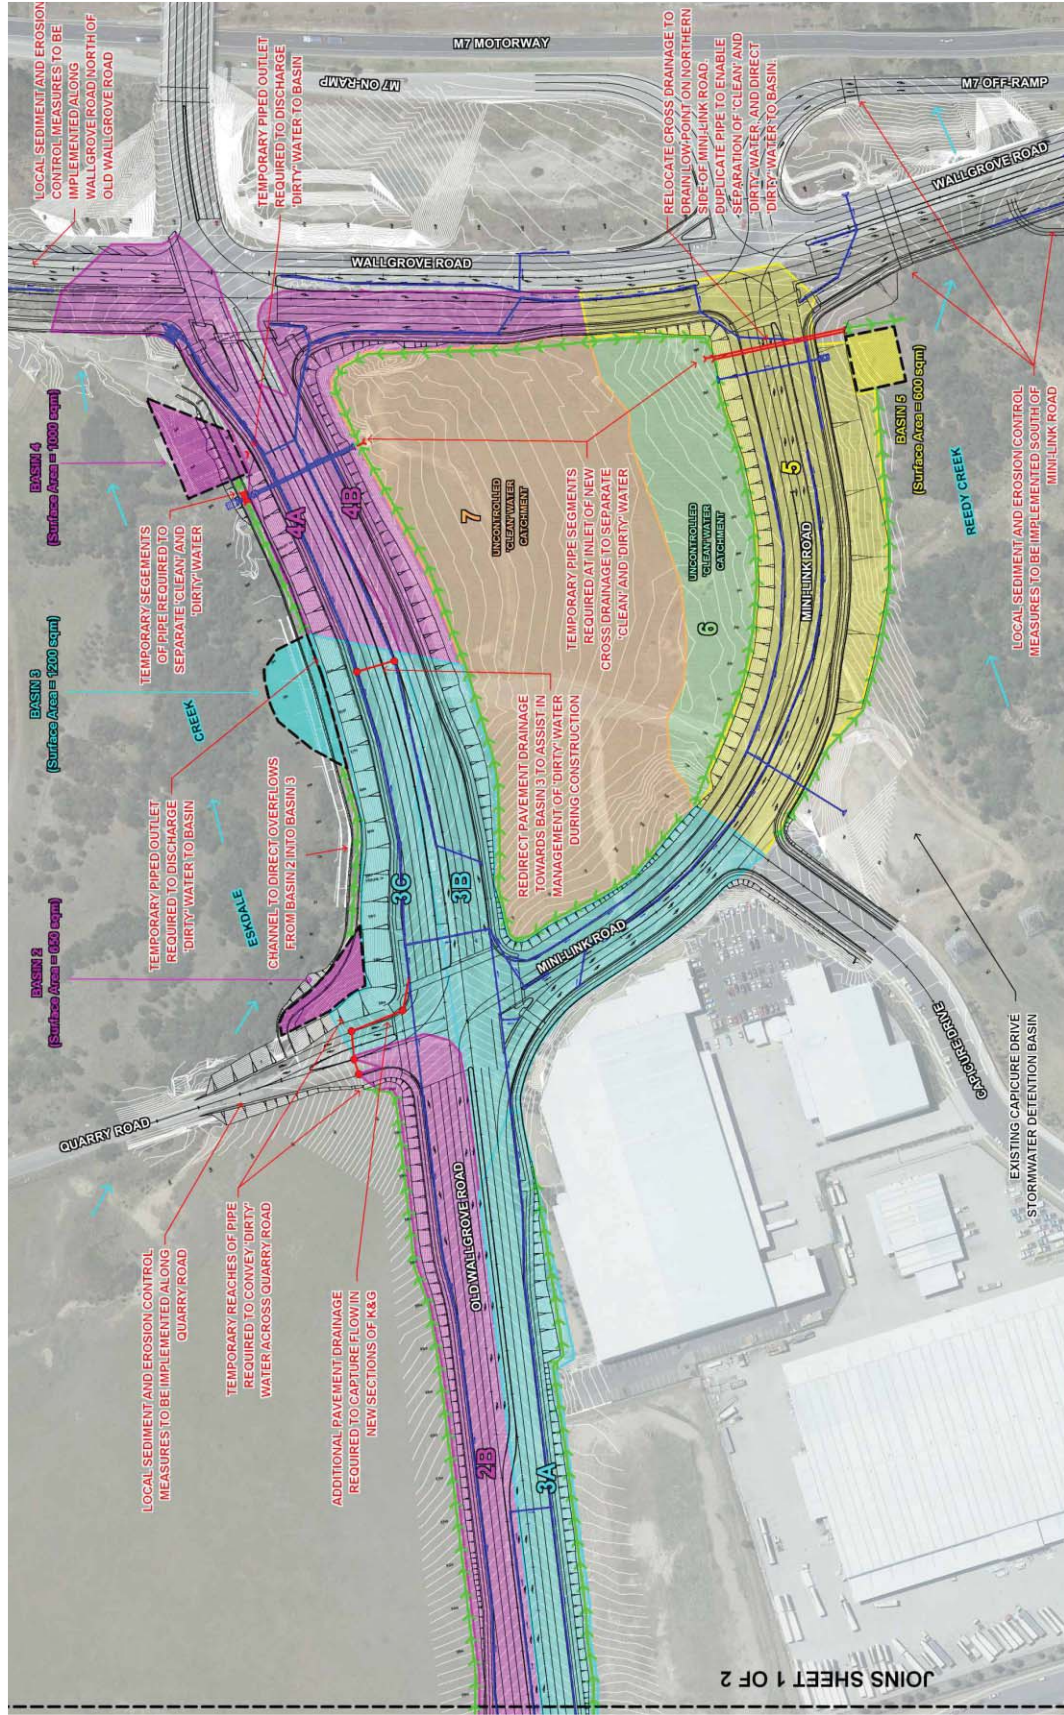 LOCAL SEDIMENT AND EROSION
CONTROL MEASURES TO BE
IMPLEMENTED ALONG
WALLGROVE ROAD NORTH OF
OLD WALLGROVE ROAD
M7 MOTORWAY
M7 ON-RAMP
TEMPORARY PIPED OUTLET
REQUIRED TO DISCHARGE
'DIRTY' WATER TO BASIN
RELOCATE CROSS DRAINAGE TO
DRAIN LOW-POINT ON NORTHERN
SIDE OF MINI-LINK ROAD.
DUPLICATE PIPE TO ENABLE
SEPARATION OF 'CLEAN' AND
'DIRTY' WATER, AND DIRECT
'DIRTY' WATER TO BASIN.
M7 OFF-RAMP
WALLGROVE ROAD
WALLGROVE ROAD
BASIN 4
(Surface Area = 1000 sqm)
TEMPORARY SEGEMENTS
OF PIPE REQUIRED TO
SEPARATE 'CLEAN' AND
'DIRTY' WATER
4A
4B
7
UNCONTROLLED
'CLEAN' WATER
CATCHMENT
TEMPORARY PIPE SEGMENTS
REQUIRED AT INLET OF NEW
CROSS DRAINAGE TO SEPARATE
'CLEAN' AND 'DIRTY' WATER
6
UNCONTROLLED
'CLEAN' WATER
CATCHMENT
5
MINI-LINK ROAD
BASIN 5
(Surface Area = 600 sqm)
REEDY CREEK
LOCAL SEDIMENT AND EROSION CONTROL
MEASURES TO BE IMPLEMENTED SOUTH OF
MINI-LINK ROAD
BASIN 3
(Surface Area = 1200 sqm)
CREEK
TEMPORARY PIPED OUTLET
REQUIRED TO DISCHARGE
'DIRTY' WATER TO BASIN
ESKDALE
CHANNEL TO DIRECT OVERFLOWS
FROM BASIN 2 INTO BASIN 3
3C
3B
REDIRECT PAVEMENT DRAINAGE
TOWARDS BASIN 3 TO ASSIST IN
MANAGEMENT OF 'DIRTY' WATER
DURING CONSTRUCTION
MINI-LINK ROAD
BASIN 2
(Surface Area = 650 sqm)
QUARRY ROAD
LOCAL SEDIMENT AND EROSION CONTROL
MEASURES TO BE IMPLEMENTED ALONG
QUARRY ROAD
TEMPORARY REACHES OF PIPE
REQUIRED TO CONVEY 'DIRTY'
WATER ACROSS QUARRY ROAD
ADDITIONAL PAVEMENT DRAINAGE
REQUIRED TO CAPTURE FLOW IN
NEW SECTIONS OF K&G
OLD WALLGROVE ROAD
2B
3A
CAPICURE DRIVE
EXISTING CAPICURE DRIVE
STORMWATER DETENTION BASIN
JOINS SHEET 1 OF 2